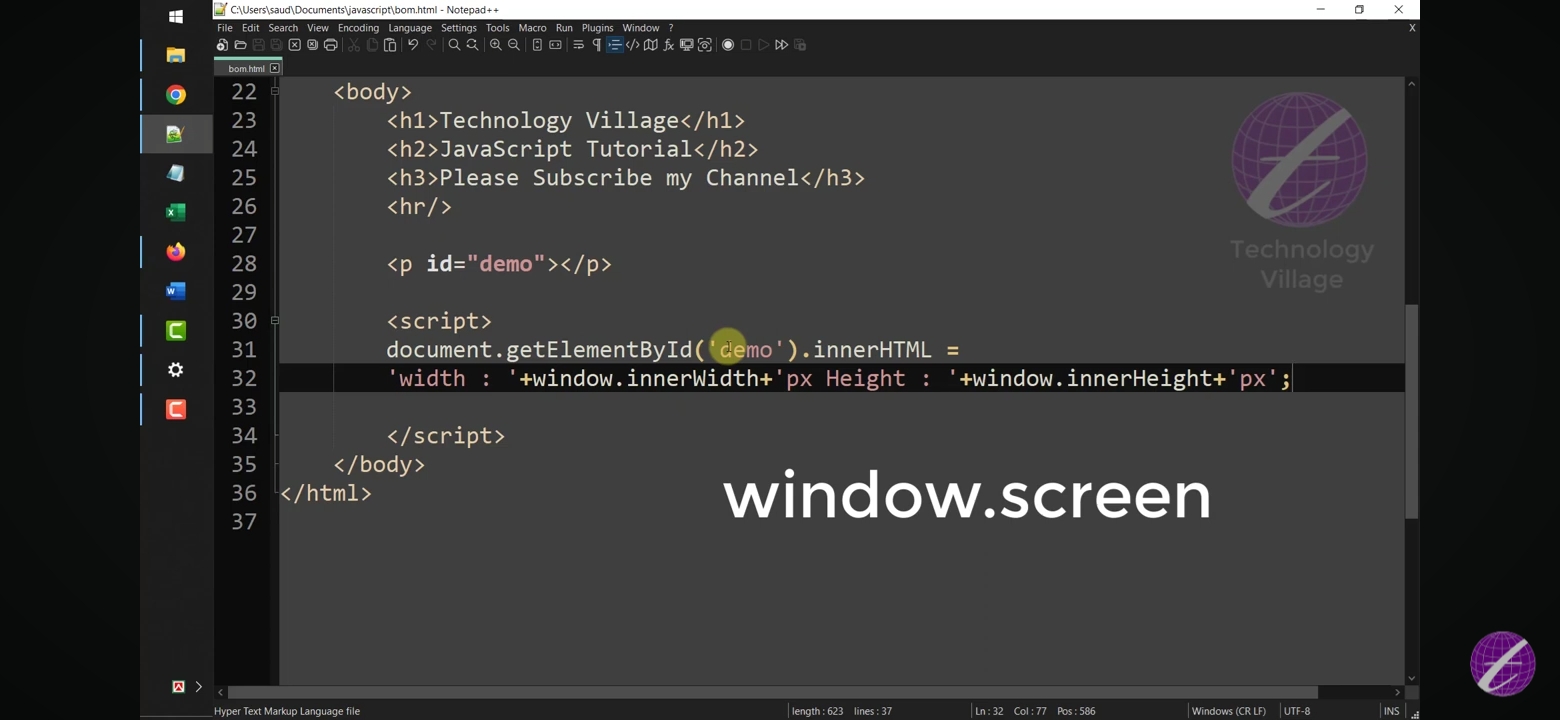 C:\Users\saud\Documents\javascript\bom.html - Notepad++
File Edit Search View Encoding Language Settings Tools Macro Run Plugins Window ? X
bom.html
22 <body>
23 <h1>Technology Village</h1>
24 <h2>JavaScript Tutorial</h2>
25 <h3>Please Subscribe my Channel</h3>
26 <hr/>
27
28 <p id="demo"></p>
29
30 <script>
31 document.getElementById('demo').innerHTML =
32 'width : '+window.innerWidth+'px Height : '+window.innerHeight+'px';
33
34 </script>
35 </body>
36 </html>
37
Technology
Village
window.screen
Hyper Text Markup Language file length : 623 lines : 37 Ln : 32 Col : 77 Pos : 586 Windows (CR LF) UTF-8 INS